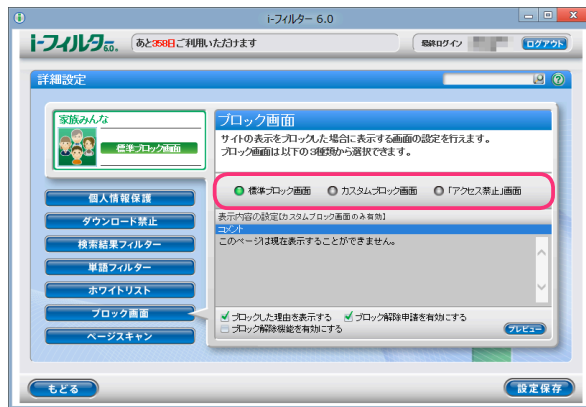 i-フィルター 6.0
i-フィルター6.0
あと358日ご利用いただけます
最終ログイン
ログアウト
詳細設定
家族みんな
標準ブロック画面
個人情報保護
ダウンロード禁止
検索結果フィルター
単語フィルター
ホワイトリスト
ブロック画面
ページスキャン
ブロック画面
サイトの表示をブロックした場合に表示する画面の設定を行えます。
ブロック画面は以下の3種類から選択できます。
標準ブロック画面 カスタムブロック画面 「アクセス禁止」画面
表示内容の設定[カスタムブロック画面のみ有効]
コメント
このページは現在表示することができません。
ブロックした理由を表示する ブロック解除申請を有効にする
ブロック解除機能を有効にする
プレビュー
もどる
設定保存